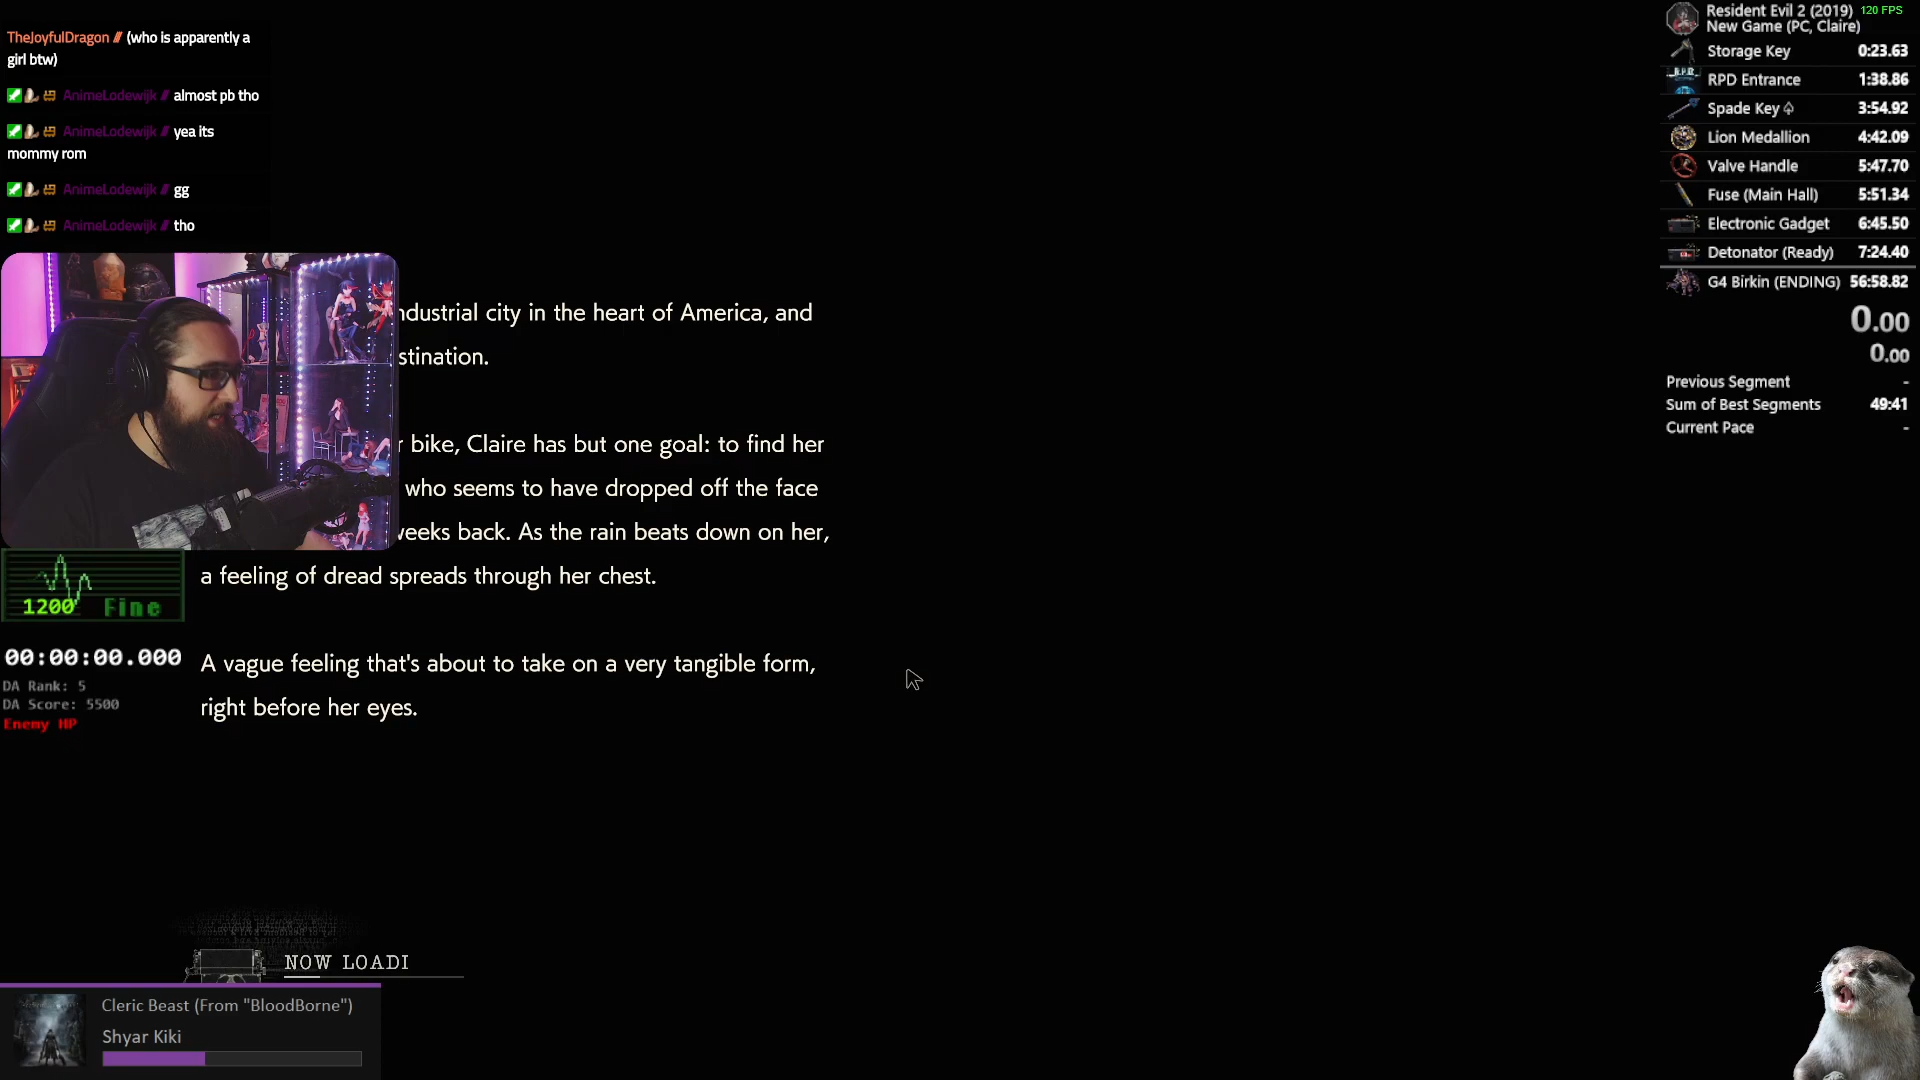 TheJoyfulDragon // (who is apparently a
girl btw)
AnimeLodewijk // almost pb tho
AnimeLodewijk // yea its
mommy rom
AnimeLodewijk // gg
AnimeLodewijk // tho
ndustrial city in the heart of America, and
stination.
r bike, Claire has but one goal: to find her
who seems to have dropped off the face
weeks back. As the rain beats down on her,
a feeling of dread spreads through her chest.
A vague feeling that's about to take on a very tangible form,
right before her eyes.
1200 Fine
00:00:00.000
DA Rank: 5
DA Score: 5500
Enemy HP
NOW LOADI
Cleric Beast (From "BloodBorne")
Shyar Kiki
Resident Evil 2 (2019)
120 FPS
New Game (PC, Claire)
Storage Key 0:23.63
RPD Entrance 1:38.86
Spade Key ♤ 3:54.92
Lion Medallion 4:42.09
Valve Handle 5:47.70
Fuse (Main Hall) 5:51.34
Electronic Gadget 6:45.50
Detonator (Ready) 7:24.40
G4 Birkin (ENDING) 56:58.82
0.00
0.00
Previous Segment -
Sum of Best Segments 49:41
Current Pace -